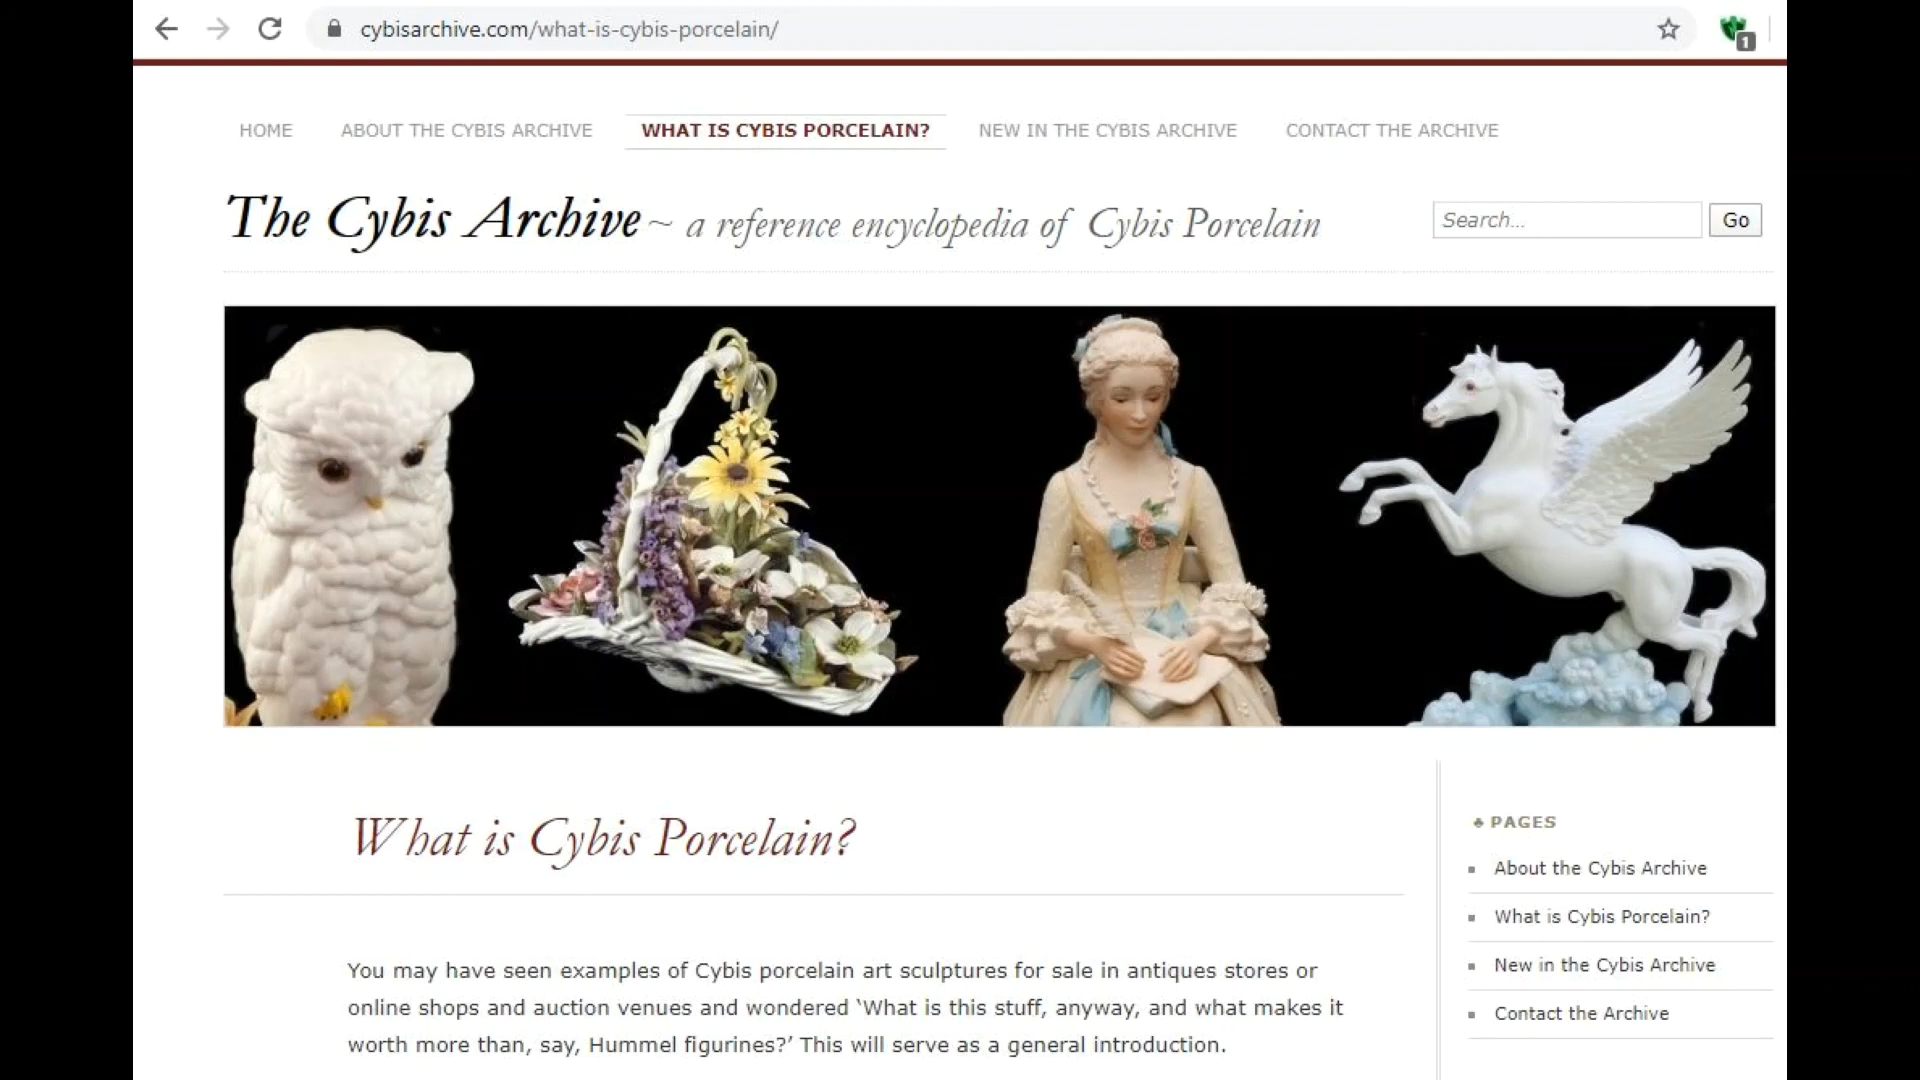 cybisarchive.com/what-is-cybis-porcelain/
1
HOME ABOUT THE CYBIS ARCHIVE WHAT IS CYBIS PORCELAIN? NEW IN THE CYBIS ARCHIVE CONTACT THE ARCHIVE
The Cybis Archive ~ a reference encyclopedia of Cybis Porcelain
Search... Go
What is Cybis Porcelain?
You may have seen examples of Cybis porcelain art sculptures for sale in antiques stores or
online shops and auction venues and wondered ‘What is this stuff, anyway, and what makes it
worth more than, say, Hummel figurines?’ This will serve as a general introduction.
♣ PAGES
About the Cybis Archive
What is Cybis Porcelain?
New in the Cybis Archive
Contact the Archive